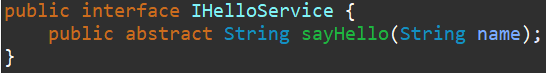 public interface IHelloService {
    public abstract String sayHello(String name);
}